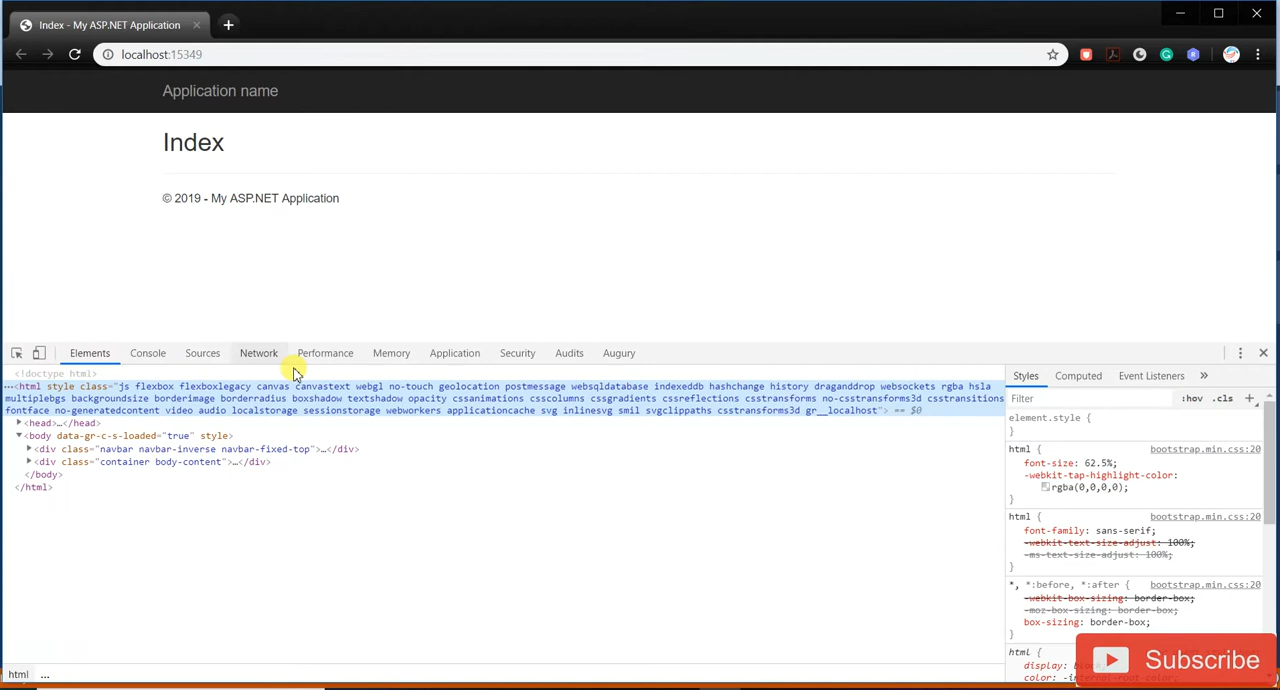 Index - My ASP.NET Application
localhost:15349
Application name
Index
© 2019 - My ASP.NET Application
Elements Console Sources Network Performance Memory Application Security Audits Augury
<!doctype html>
···<html style class="js flexbox flexboxlegacy canvas canvastext webgl no-touch geolocation postmessage websqldatabase indexeddb hashchange history draganddrop websockets rgba hsla
multiplebgs backgroundsize borderimage borderradius boxshadow textshadow opacity cssanimations csscolumns cssgradients cssreflections csstransforms no-csstransforms3d csstransitions
fontface no-generatedcontent video audio localstorage sessionstorage webworkers applicationcache svg inlinesvg smil svgclippaths csstransforms3d gr__localhost"> == $0
<head>…</head>
<body data-gr-c-s-loaded="true" style>
<div class="navbar navbar-inverse navbar-fixed-top">…</div>
<div class="container body-content">…</div>
</body>
</html>
html ...
Styles Computed Event Listeners »
Filter :hov .cls +
element.style {
}
html { bootstrap.min.css:20
font-size: 62.5%;
-webkit-tap-highlight-color:
rgba(0,0,0,0);
}
html { bootstrap.min.css:20
font-family: sans-serif;
-webkit-text-size-adjust: 100%;
-ms-text-size-adjust: 100%;
}
*, *:before, *:after { bootstrap.min.css:20
-webkit-box-sizing: border-box;
-moz-box-sizing: border-box;
box-sizing: border-box;
}
html {
display:
color: -internal-root-color;
Subscribe